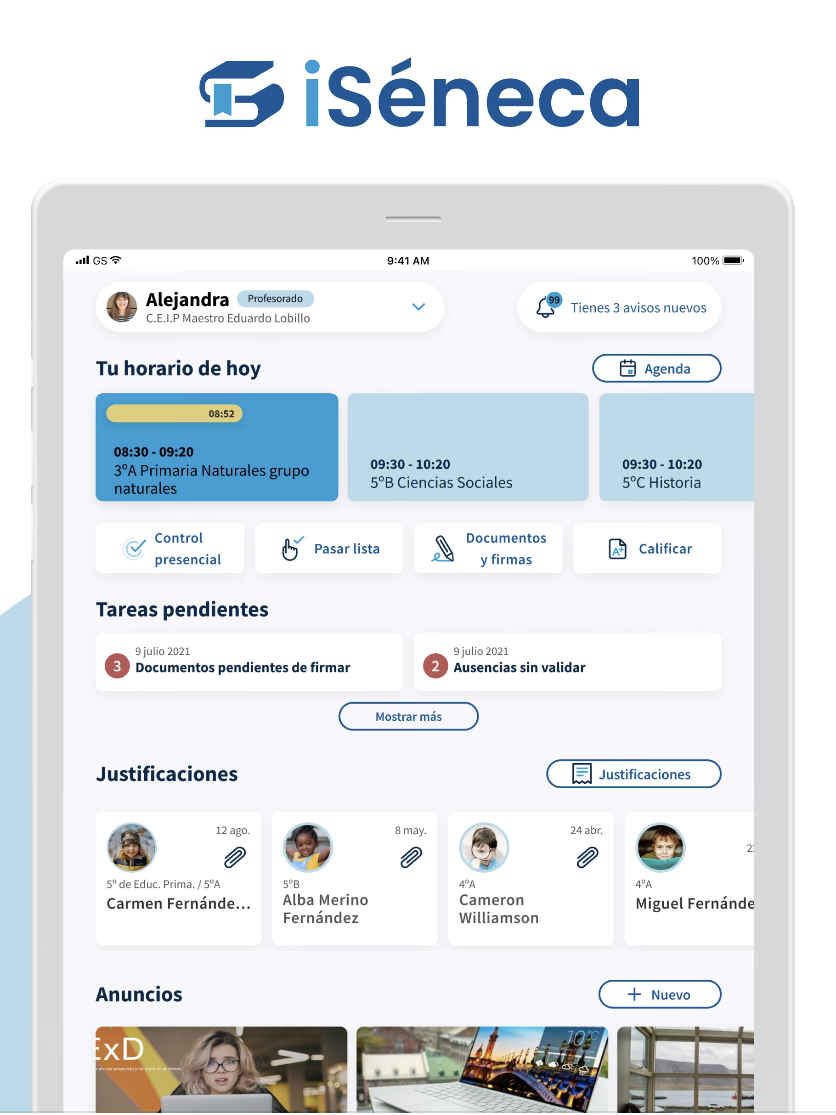 iSéneca
GS
9:41 AM
100%
Alejandra
Profesorado
C.E.I.P Maestro Eduardo Lobillo
99
Tienes 3 avisos nuevos
Tu horario de hoy
Agenda
08:52
08:30 - 09:20
3ºA Primaria Naturales grupo
naturales
09:30 - 10:20
5ºB Ciencias Sociales
09:30 - 10:20
5ºC Historia
Control
presencial
Pasar lista
Documentos
y firmas
A+
Calificar
Tareas pendientes
9 julio 2021
3
Documentos pendientes de firmar
9 julio 2021
2
Ausencias sin validar
Mostrar más
Justificaciones
Justificaciones
12 ago.
5º de Educ. Prima. / 5ºA
Carmen Fernánde...
8 may.
5ºB
Alba Merino
Fernández
24 abr.
4ºA
Cameron
Williamson
4ºA
Miguel Fernánde
Anuncios
+ Nuevo
ExD
10°